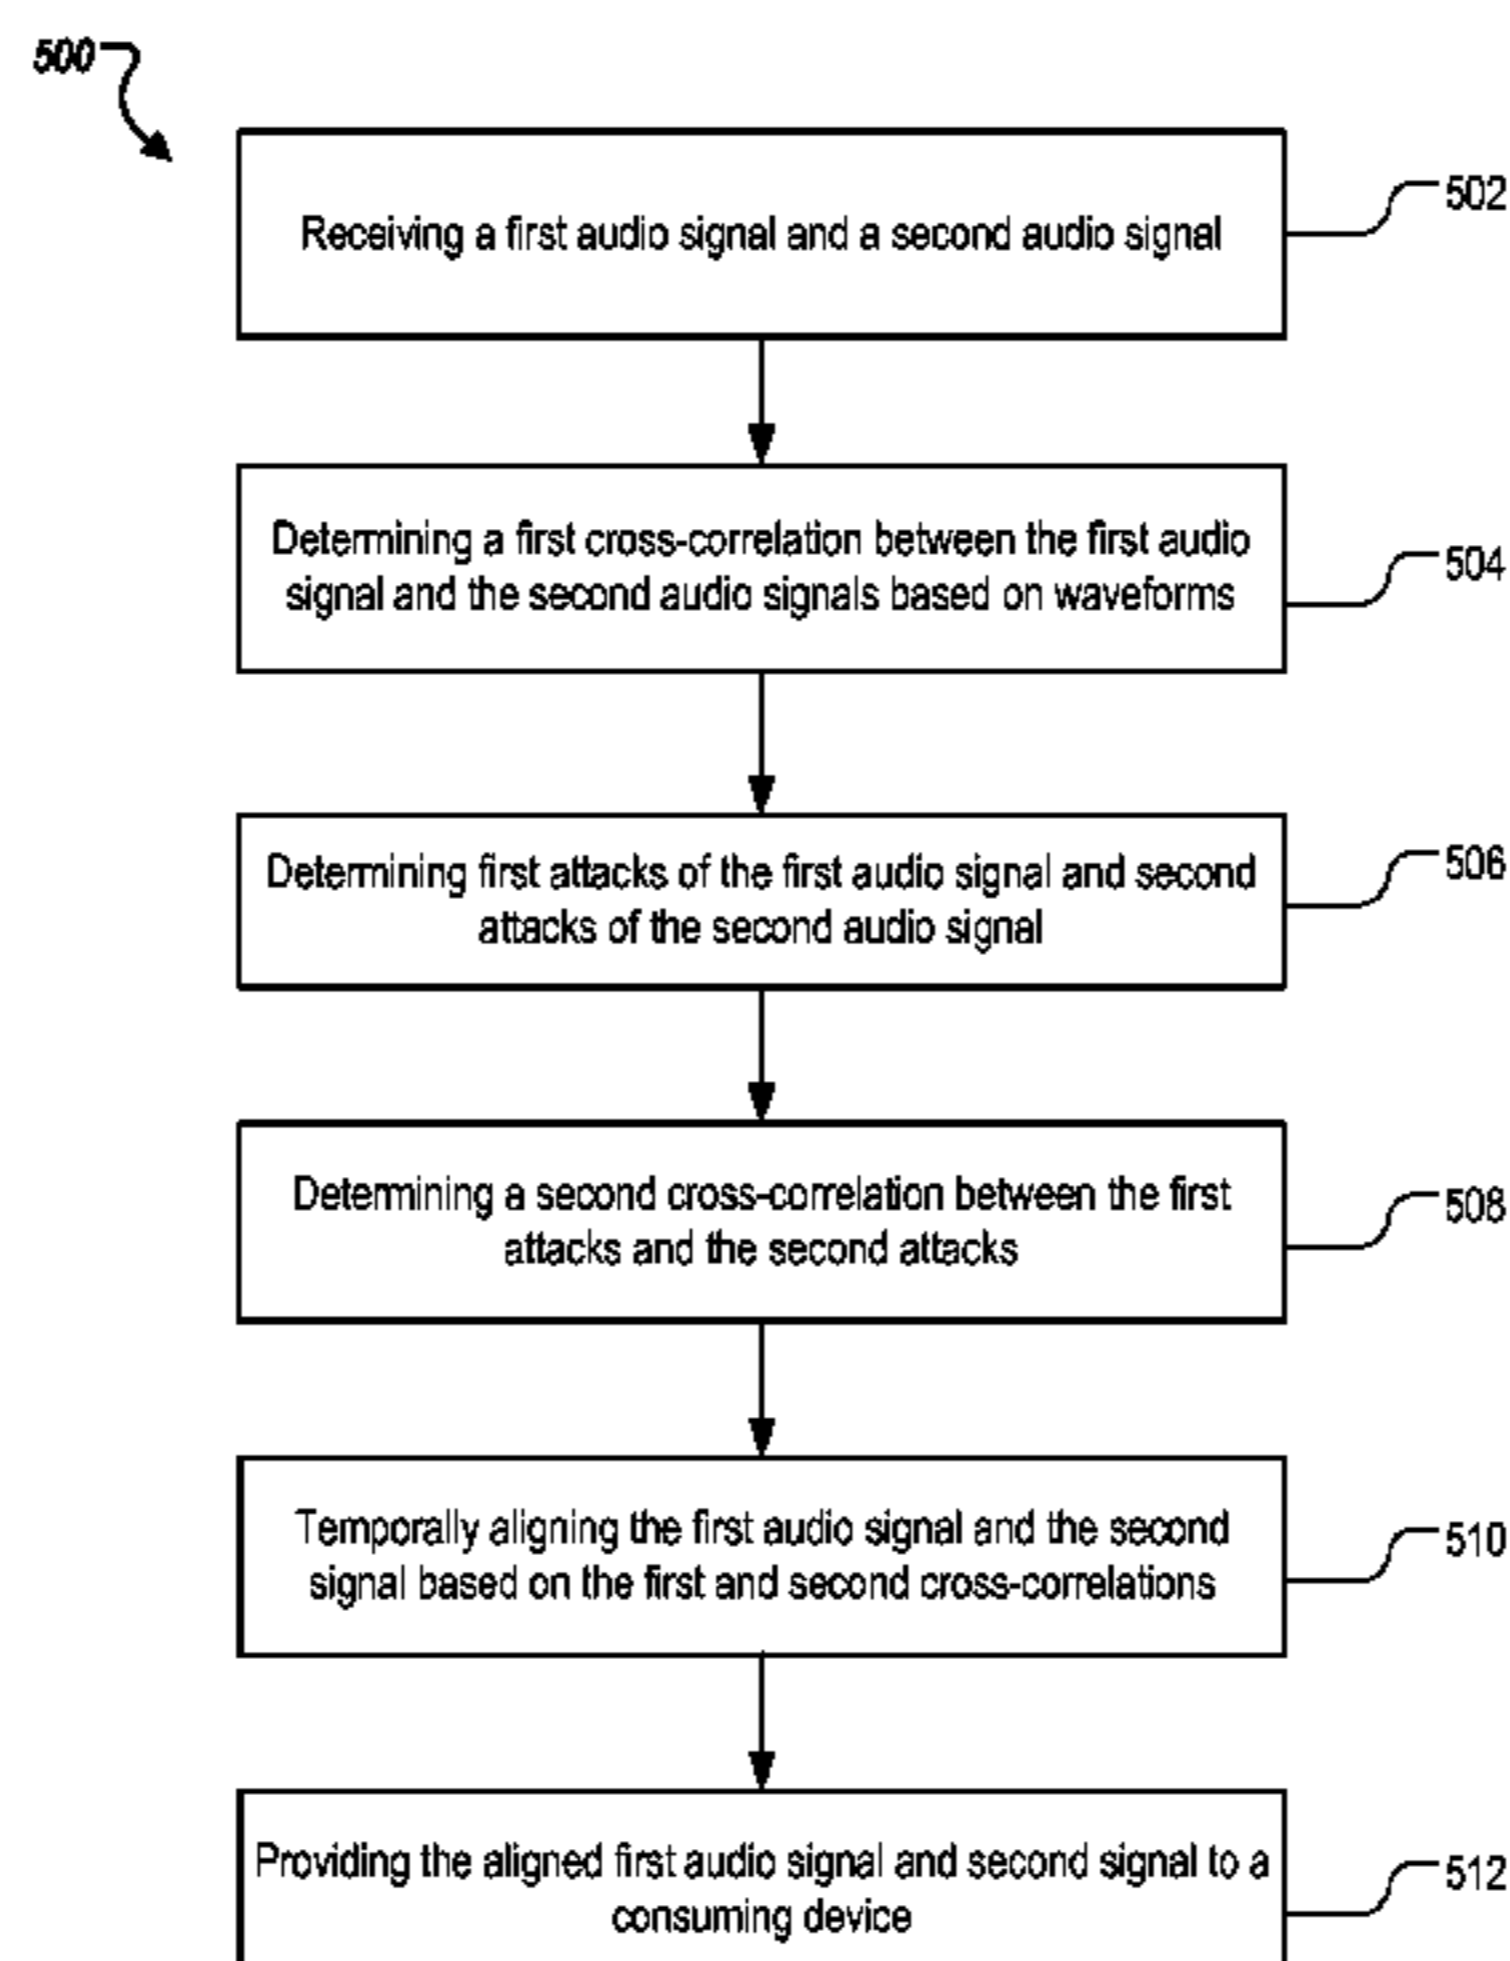 500
Receiving a first audio signal and a second audio signal
502
Determining a first cross-correlation between the first audio
signal and the second audio signals based on waveforms
504
Determining first attacks of the first audio signal and second
attacks of the second audio signal
506
Determining a second cross-correlation between the first
attacks and the second attacks
508
Temporally aligning the first audio signal and the second
signal based on the first and second cross-correlations
510
Providing the aligned first audio signal and second signal to a
consuming device
512